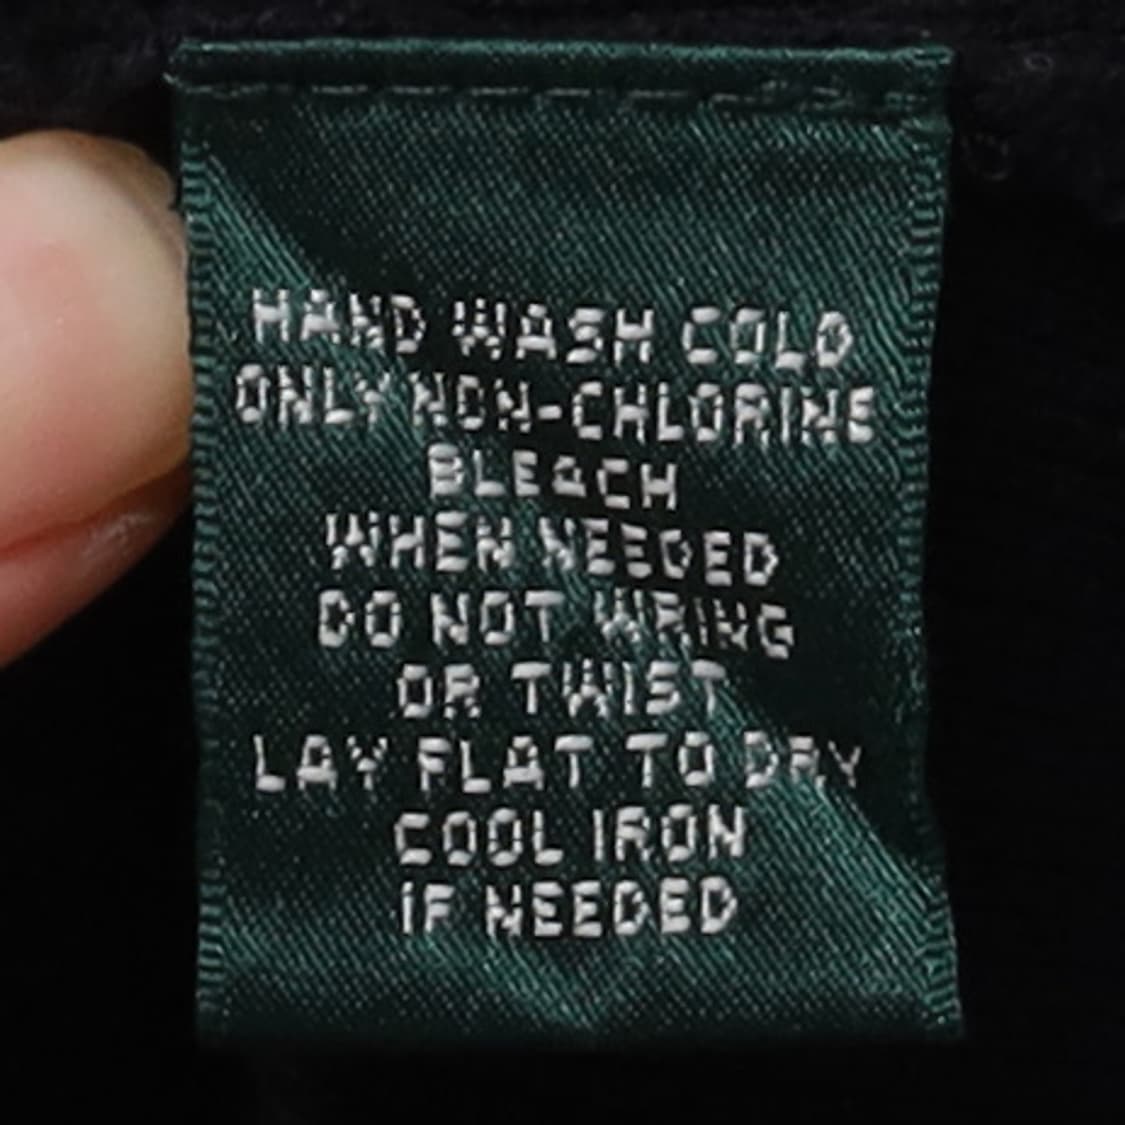 HAND WASH COLD
ONLY NON-CHLORINE
BLEACH
WHEN NEEDED
DO NOT WRING
OR TWIST
LAY FLAT TO DRY
COOL IRON
IF NEEDED